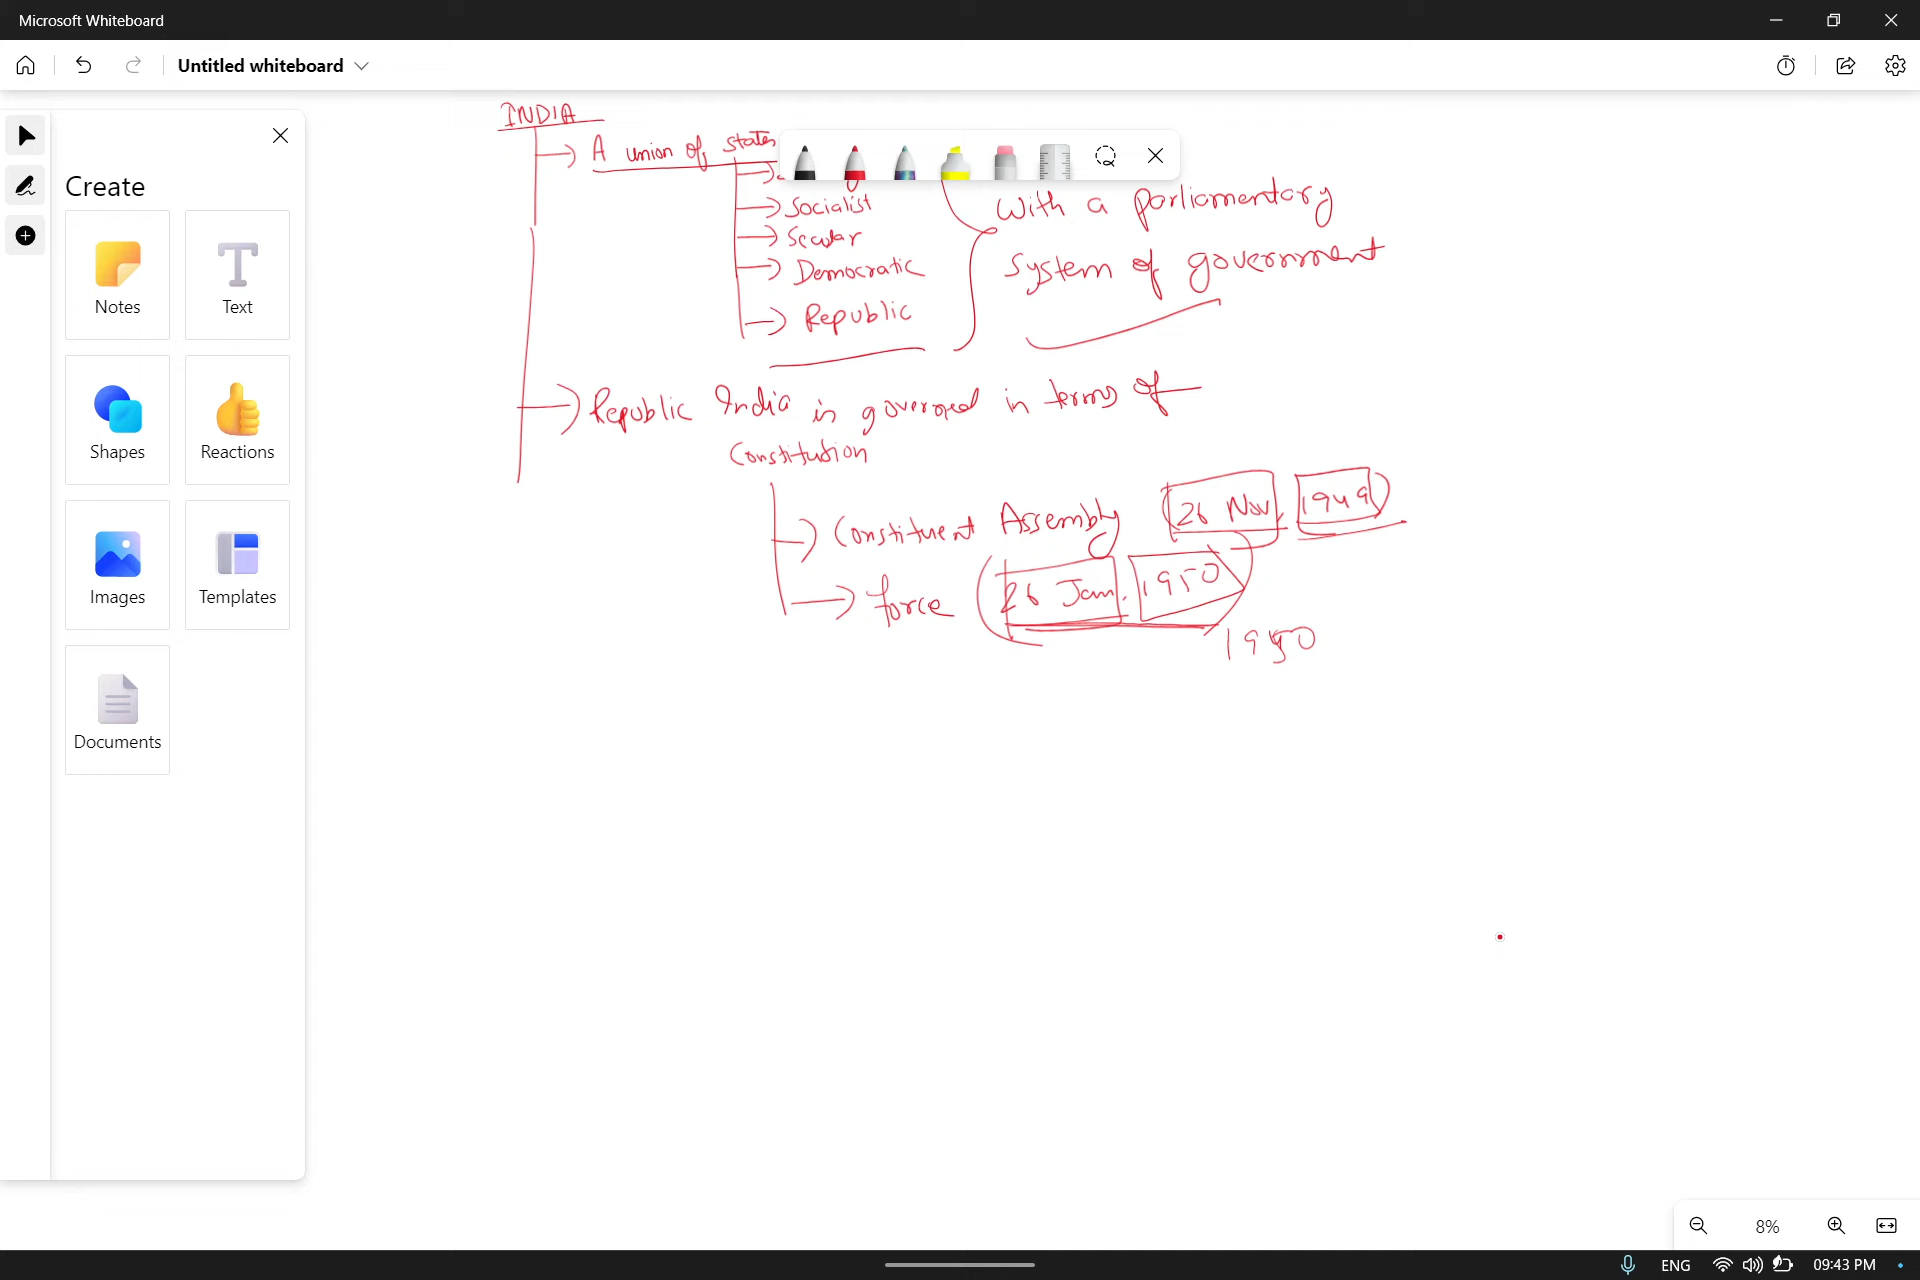 Microsoft Whiteboard
Untitled whiteboard
Create
Notes
Text
Shapes
Reactions
Images
Templates
Documents
INDIA
A union of states
Socialist
Secular
Democratic
Republic
With a parliamentary
system of government
Republic India is governed in terms of
Constitution
Constituent Assembly (26 Nov, 1949)
force (26 Jan, 1950)
1950
8%
ENG
09:43 PM